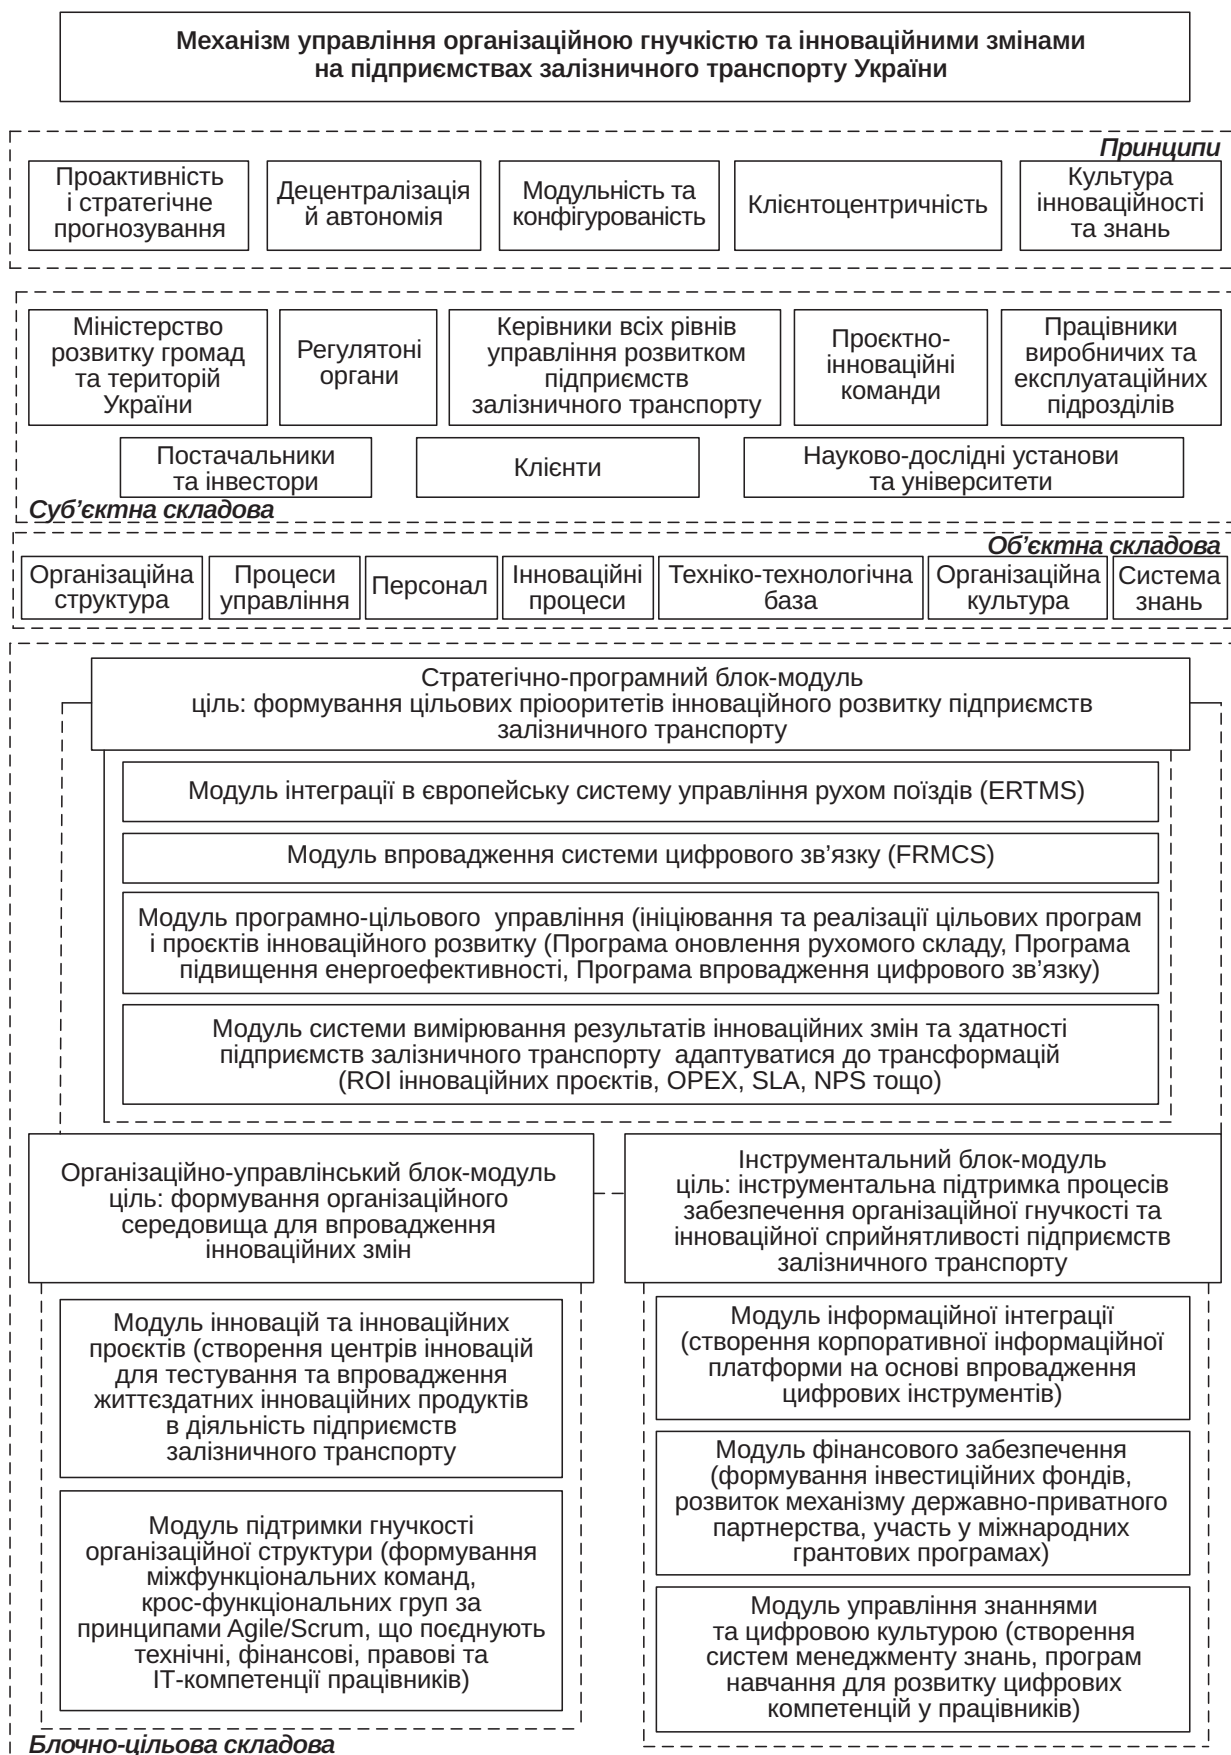 Механізм управління організаційною гнучкістю та інноваційними змінами
на підприємствах залізничного транспорту України
Принципи
Проактивність
і стратегічне
прогнозування
Децентралізація
й автономія
Модульність та
конфігурованість
Клієнтоцентричність
Культура
інноваційності
та знань
Міністерство
розвитку громад
та територій
України
Регулятоні
органи
Керівники всіх рівнів
управління розвитком
підприємств
залізничного транспорту
Проєктно-
інноваційні
команди
Працівники
виробничих та
експлуатаційних
підрозділів
Постачальники
та інвестори
Клієнти
Науково-дослідні установи
та університети
Суб’єктна складова
Об’єктна складова
Організаційна
структура
Процеси
управління
Персонал
Інноваційні
процеси
Техніко-технологічна
база
Організаційна
культура
Система
знань
Стратегічно-програмний блок-модуль
ціль: формування цільових пріооритетів інноваційного розвитку підприємств
залізничного транспорту
Модуль інтеграції в європейську систему управління рухом поїздів (ERTMS)
Модуль впровадження системи цифрового зв’язку (FRMCS)
Модуль програмно-цільового управління (ініціювання та реалізації цільових програм
і проєктів інноваційного розвитку (Програма оновлення рухомого складу, Програма
підвищення енергоефективності, Програма впровадження цифрового зв’язку)
Модуль системи вимірювання результатів інноваційних змін та здатності
підприємств залізничного транспорту адаптуватися до трансформацій
(ROI інноваційних проєктів, OPEX, SLA, NPS тощо)
Організаційно-управлінський блок-модуль
ціль: формування організаційного
середовища для впровадження
інноваційних змін
Інструментальний блок-модуль
ціль: інструментальна підтримка процесів
забезпечення організаційної гнучкості та
інноваційної сприйнятливості підприємств
залізничного транспорту
Модуль інновацій та інноваційних
проєктів (створення центрів інновацій
для тестування та впровадження
життєздатних інноваційних продуктів
в діяльність підприємств
залізничного транспорту
Модуль підтримки гнучкості
організаційної структури (формування
міжфункціональних команд,
крос-функціональних груп за
принципами Agile/Scrum, що поєднують
технічні, фінансові, правові та
ІТ-компетенції працівників)
Модуль інформаційної інтеграції
(створення корпоративної інформаційної
платформи на основі впровадження
цифрових інструментів)
Модуль фінансового забезпечення
(формування інвестиційних фондів,
розвиток механізму державно-приватного
партнерства, участь у міжнародних
грантових програмах)
Модуль управління знаннями
та цифровою культурою (створення
систем менеджменту знань, програм
навчання для розвитку цифрових
компетенцій у працівників)
Блочно-цільова складова